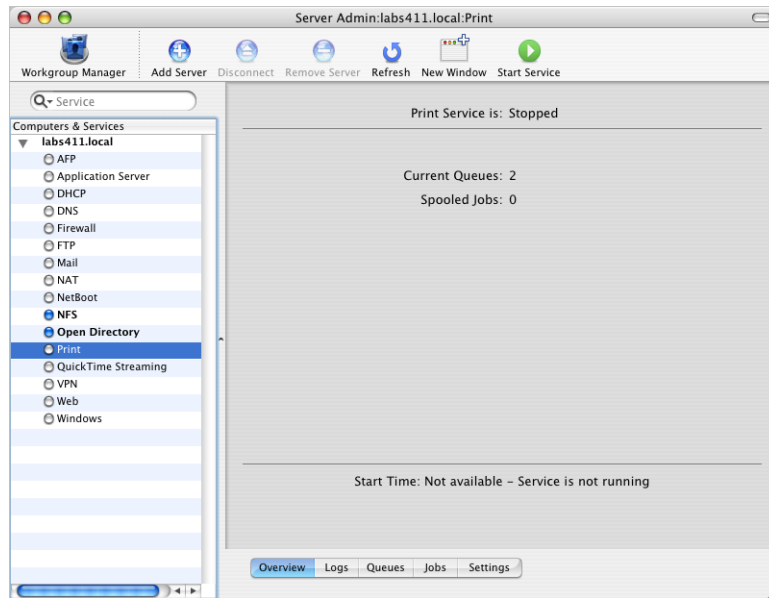 Server Admin:labs411.local:Print
Workgroup Manager Add Server Disconnect Remove Server Refresh New Window Start Service
Service
Computers & Services
labs411.local
AFP
Application Server
DHCP
DNS
Firewall
FTP
Mail
NAT
NetBoot
NFS
Open Directory
Print
QuickTime Streaming
VPN
Web
Windows
Print Service is: Stopped
Current Queues: 2
Spooled Jobs: 0
Start Time: Not available – Service is not running
Overview Logs Queues Jobs Settings